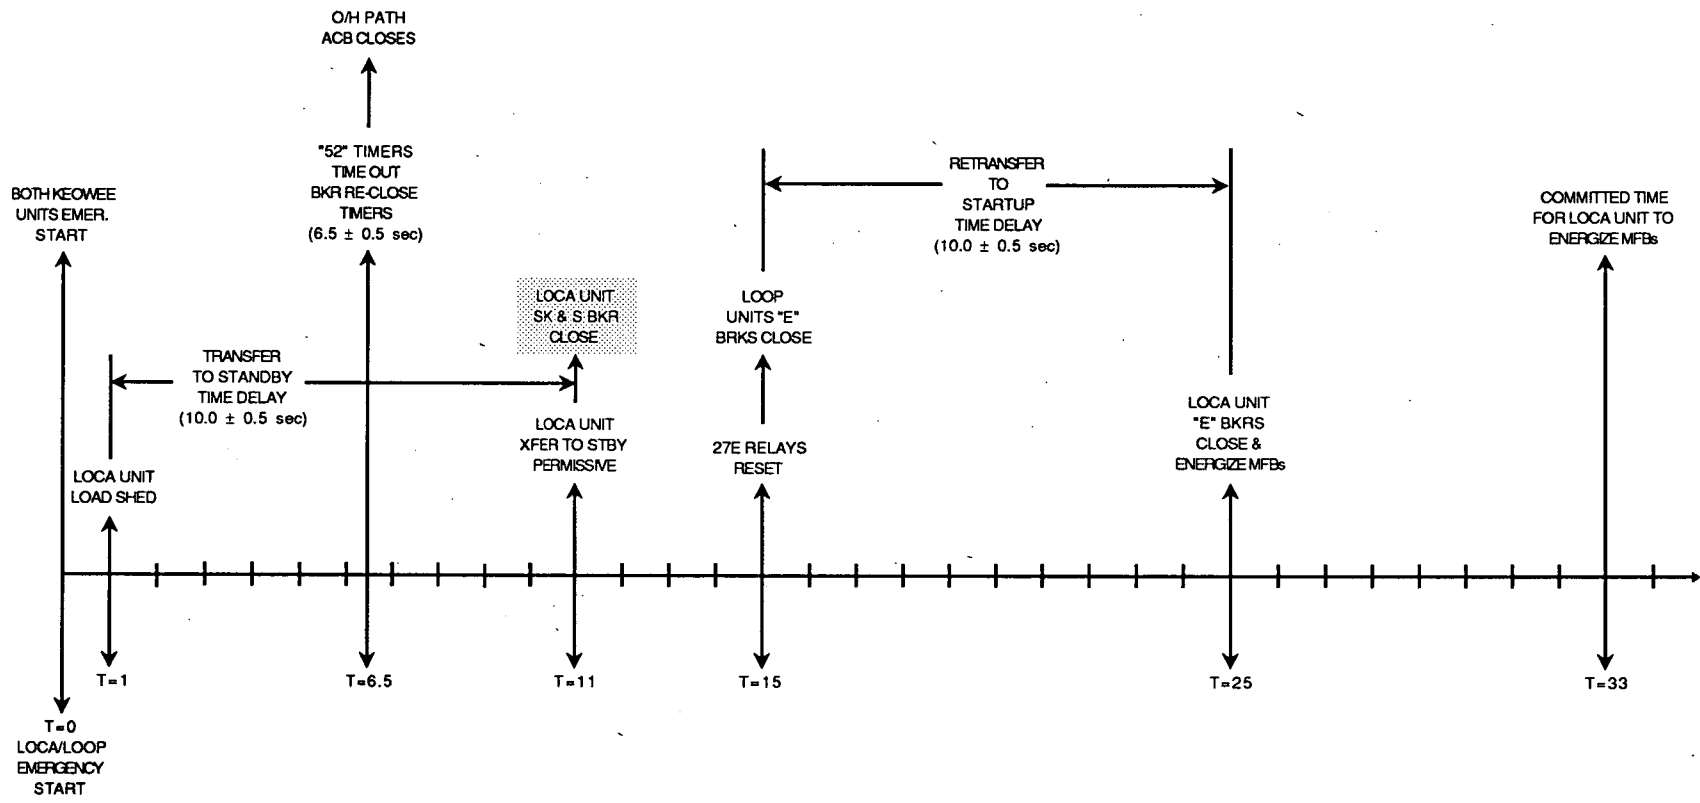 O/H PATH
ACB CLOSES
"52" TIMERS
TIME OUT
BKR RE-CLOSE
TIMERS
(6.5 ± 0.5 sec)
BOTH KEOWEE
UNITS EMER.
START
RETRANSFER
TO
STARTUP
TIME DELAY
(10.0 ± 0.5 sec)
COMMITTED TIME
FOR LOCA UNIT TO
ENERGIZE MFBs
LOCA UNIT
SK & S BKR
CLOSE
LOOP
UNITS "E"
BRKS CLOSE
TRANSFER
TO STANDBY
TIME DELAY
(10.0 ± 0.5 sec)
LOCA UNIT
XFER TO STBY
PERMISSIVE
27E RELAYS
RESET
LOCA UNIT
"E" BKRS
CLOSE &
ENERGIZE MFBs
LOCA UNIT
LOAD SHED
T=1
T=6.5
T=11
T=15
T=25
T=33
T=0
LOCA/LOOP
EMERGENCY
START